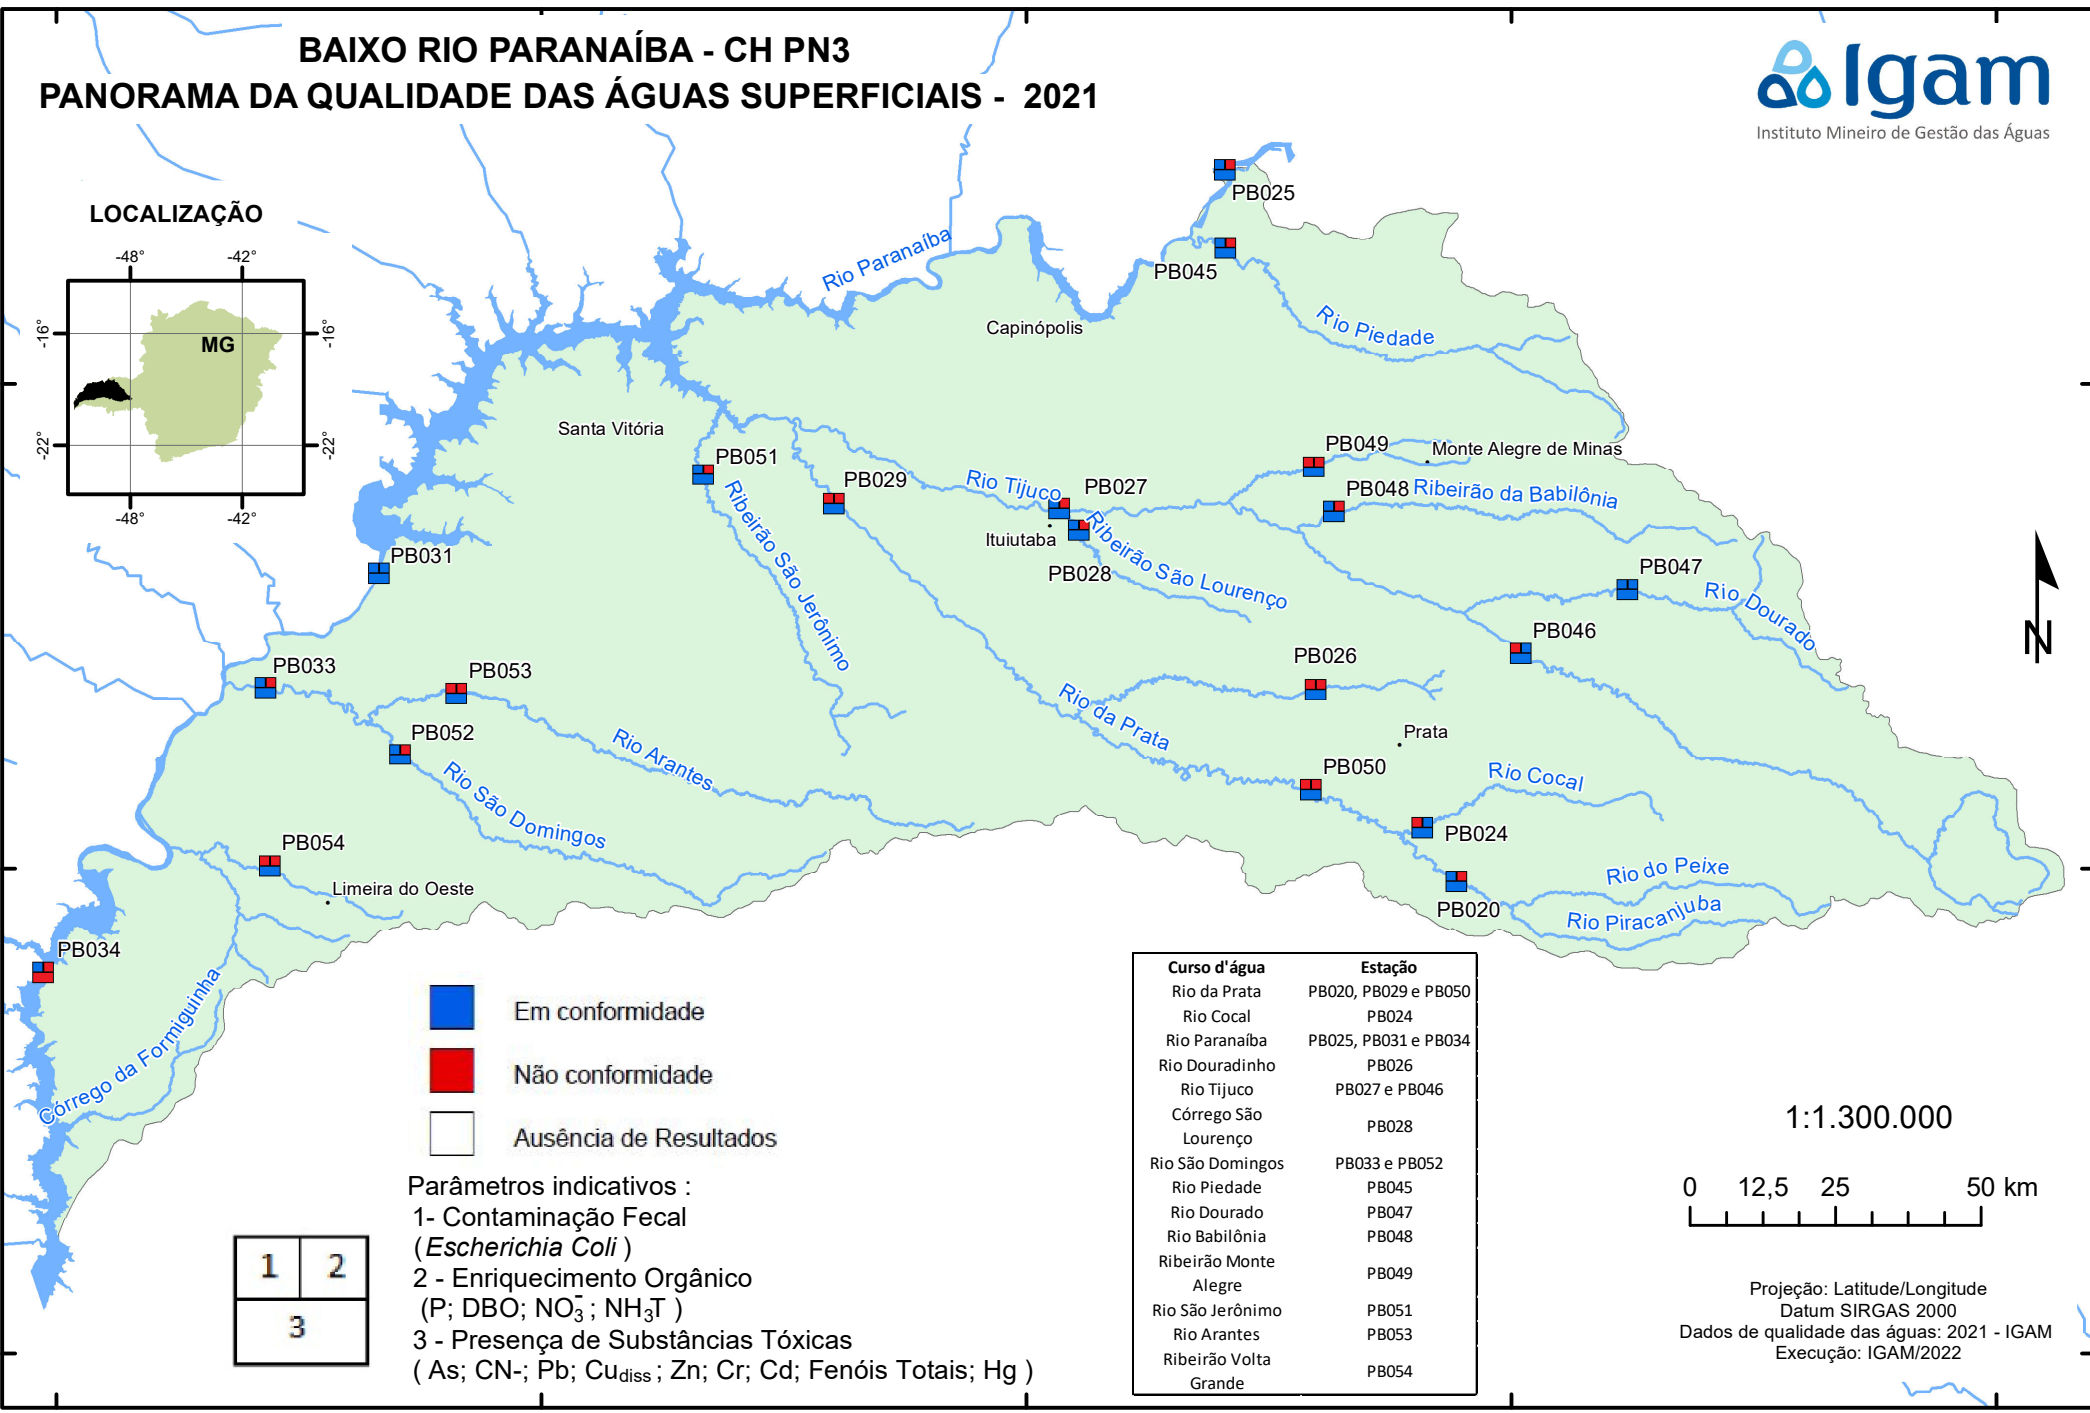 BAIXO RIO PARANAÍBA - CH PN3
PANORAMA DA QUALIDADE DAS ÁGUAS SUPERFICIAIS - 2021
Igam
Instituto Mineiro de Gestão das Águas
LOCALIZAÇÃO
-48° -42°
-16° -16°
MG
-22° -22°
-48° -42°
PB025
Rio Paranaíba
PB045
Capinópolis
Rio Piedade
Santa Vitória
PB051
PB049
Monte Alegre de Minas
PB029
Rio Tijuco
PB027
PB048
Ribeirão da Babilônia
Ituiutaba
Ribeirão São Lourenço
PB028
Ribeirão São Jerônimo
PB031
PB047
Rio Dourado
PB046
PB033
PB053
PB026
PB052
Rio Arantes
Rio da Prata
Prata
PB050
Rio Cocal
Rio São Domingos
PB024
PB054
Limeira do Oeste
Rio do Peixe
PB020
Rio Piracanjuba
PB034
Córrego da Formiguinha
Em conformidade
Não conformidade
Ausência de Resultados
Parâmetros indicativos :
1- Contaminação Fecal
(Escherichia Coli )
2 - Enriquecimento Orgânico
(P; DBO; NO₃⁻ ; NH₃T )
3 - Presença de Substâncias Tóxicas
( As; CN-; Pb; Cudiss ; Zn; Cr; Cd; Fenóis Totais; Hg )
1 2
3
Curso d'água Estação
Rio da Prata PB020, PB029 e PB050
Rio Cocal PB024
Rio Paranaíba PB025, PB031 e PB034
Rio Douradinho PB026
Rio Tijuco PB027 e PB046
Córrego São
Lourenço PB028
Rio São Domingos PB033 e PB052
Rio Piedade PB045
Rio Dourado PB047
Rio Babilônia PB048
Ribeirão Monte
Alegre PB049
Rio São Jerônimo PB051
Rio Arantes PB053
Ribeirão Volta
Grande PB054
N
1:1.300.000
0 12,5 25 50 km
Projeção: Latitude/Longitude
Datum SIRGAS 2000
Dados de qualidade das águas: 2021 - IGAM
Execução: IGAM/2022